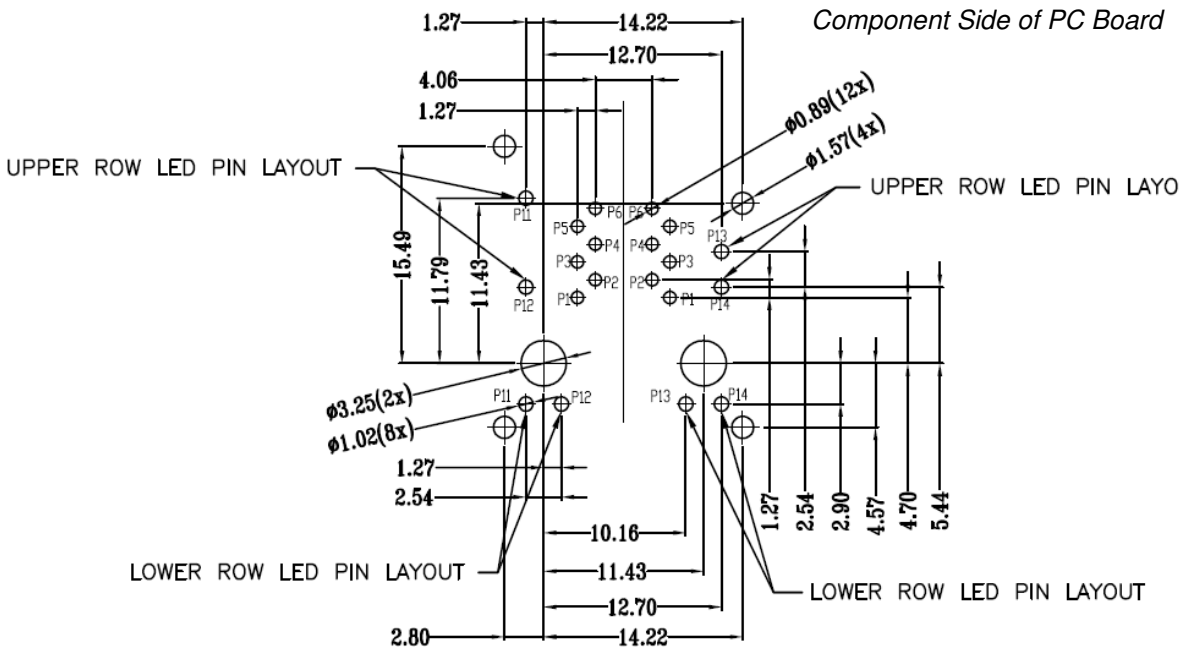 Component Side of PC Board
1.27
14.22
12.70
4.06
1.27
ø0.89(12x)
ø1.57(4x)
UPPER ROW LED PIN LAYOUT
UPPER ROW LED PIN LAYO
P11
P6
P6
P5
P5
P13
P4
P4
P3
P3
P2
P2
P12
P1
P1
P14
15.49
11.79
11.43
ø3.25(2x)
ø1.02(8x)
P11
P12
P13
P14
1.27
2.54
1.27
2.54
2.90
4.57
4.70
5.44
10.16
LOWER ROW LED PIN LAYOUT
11.43
LOWER ROW LED PIN LAYOUT
12.70
2.80
14.22